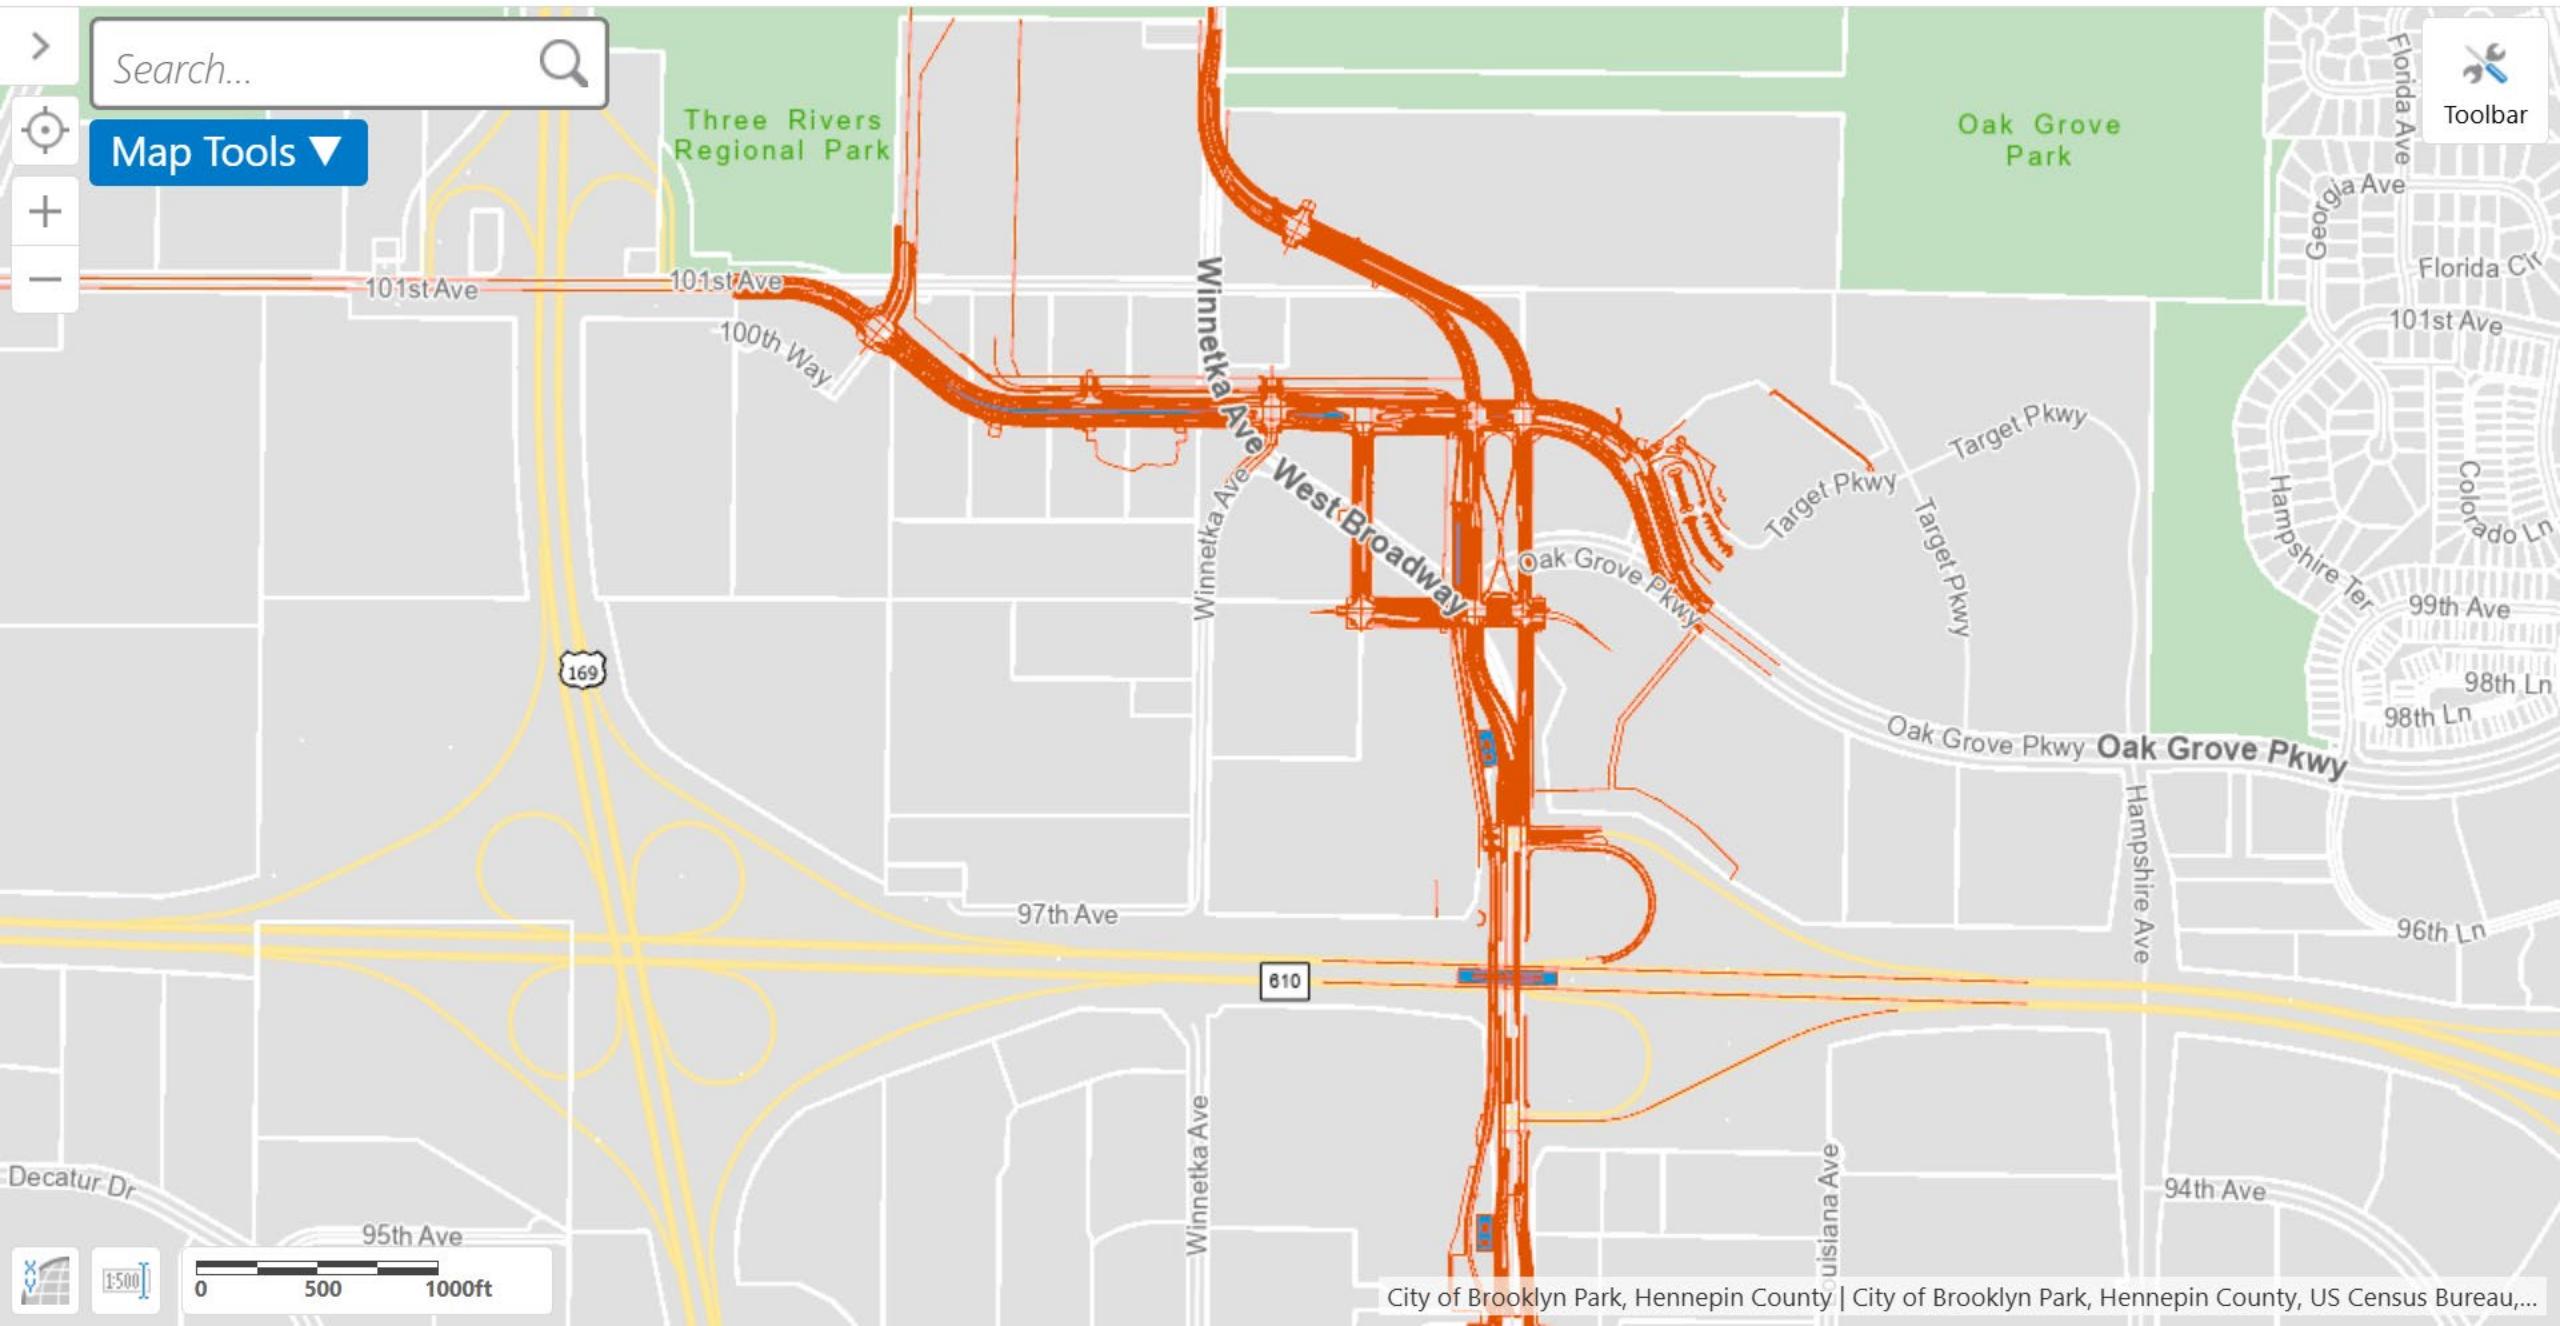 Search...
Toolbar
Map Tools ▼
Three Rivers
Regional Park
Oak Grove
Park
Florida Ave
Georgia Ave
Florida Cir
101st Ave
101st Ave
101st Ave
100th Way
Winnetka Ave
West Broadway
Winnetka Ave
Target Pkwy
Target Pkwy
Target Pkwy
Oak Grove Pkwy
Hampshire Ter
Colorado Ln
99th Ave
98th Ln
98th Ln
169
Oak Grove Pkwy
Oak Grove Pkwy
Hampshire Ave
97th Ave
96th Ln
610
Winnetka Ave
Decatur Dr
95th Ave
94th Ave
XY
1:500
0 500 1000ft
City of Brooklyn Park, Hennepin County | City of Brooklyn Park, Hennepin County, US Census Bureau,...